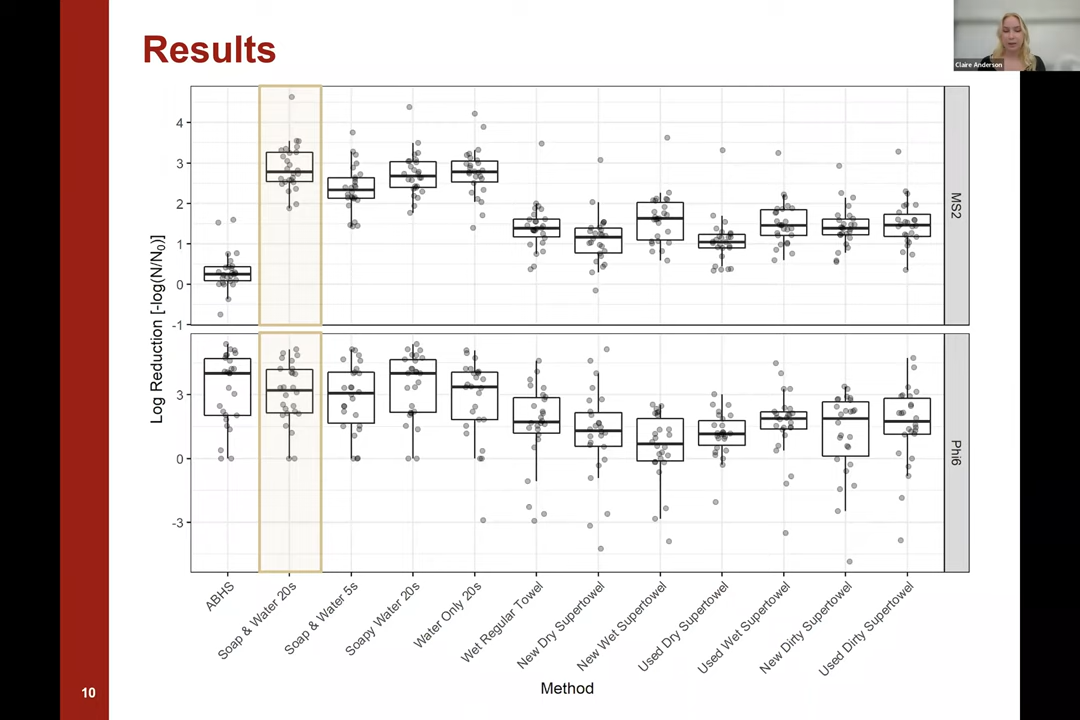 Results
Claire Anderson
Log Reduction [-log(N/N0)]
4
3
2
1
0
-1
MS2
3
0
-3
Phi6
ABHS
Soap & Water 20s
Soap & Water 5s
Soapy Water 20s
Water Only 20s
Wet Regular Towel
New Dry Supertowel
New Wet Supertowel
Used Dry Supertowel
Used Wet Supertowel
New Dirty Supertowel
Used Dirty Supertowel
Method
10